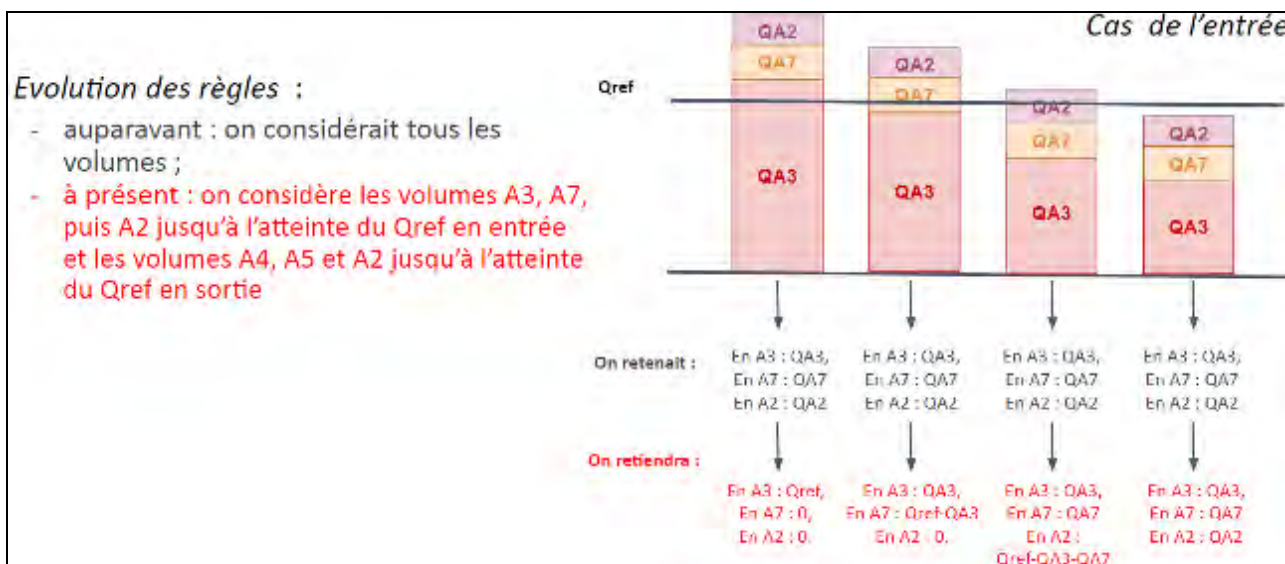 Cas de l'entrée
Evolution des règles :
- auparavant : on considérait tous les
volumes ;
- à présent : on considère les volumes A3, A7,
puis A2 jusqu'à l'atteinte du Qref en entrée
et les volumes A4, A5 et A2 jusqu'à l'atteinte
du Qref en sortie
Qref
QA2
QA7
QA3
QA2
QA7
QA3
QA2
QA7
QA3
QA2
QA7
QA3
On retenait :
En A3 : QA3,
En A7 : QA7
En A2 : QA2
En A3 : QA3,
En A7 : QA7
En A2 : QA2
En A3 : QA3,
En A7 : QA7
En A2 : QA2
En A3 : QA3,
En A7 : QA7
En A2 : QA2
On retiendra :
En A3 : Qref,
En A7 : 0,
En A2 : 0.
En A3 : QA3,
En A7 : Qref-QA3
En A2 : 0.
En A3 : QA3,
En A7 : QA7
En A2 :
Qref-QA3-QA7
En A3 : QA3,
En A7 : QA7
En A2 : QA2